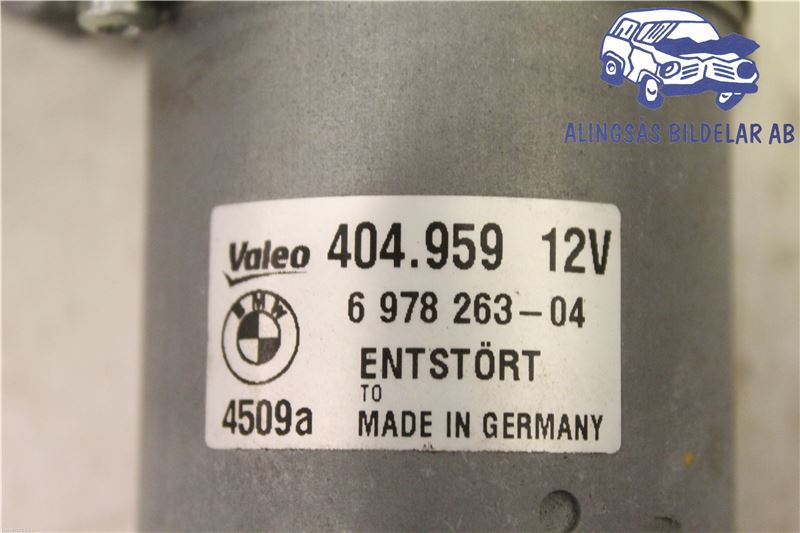 ALINGSÅS BILDELAR AB
Valeo 404.959 12V
BMW
6 978 263-04
ENTSTÖRT
TO
4509a
MADE IN GERMANY